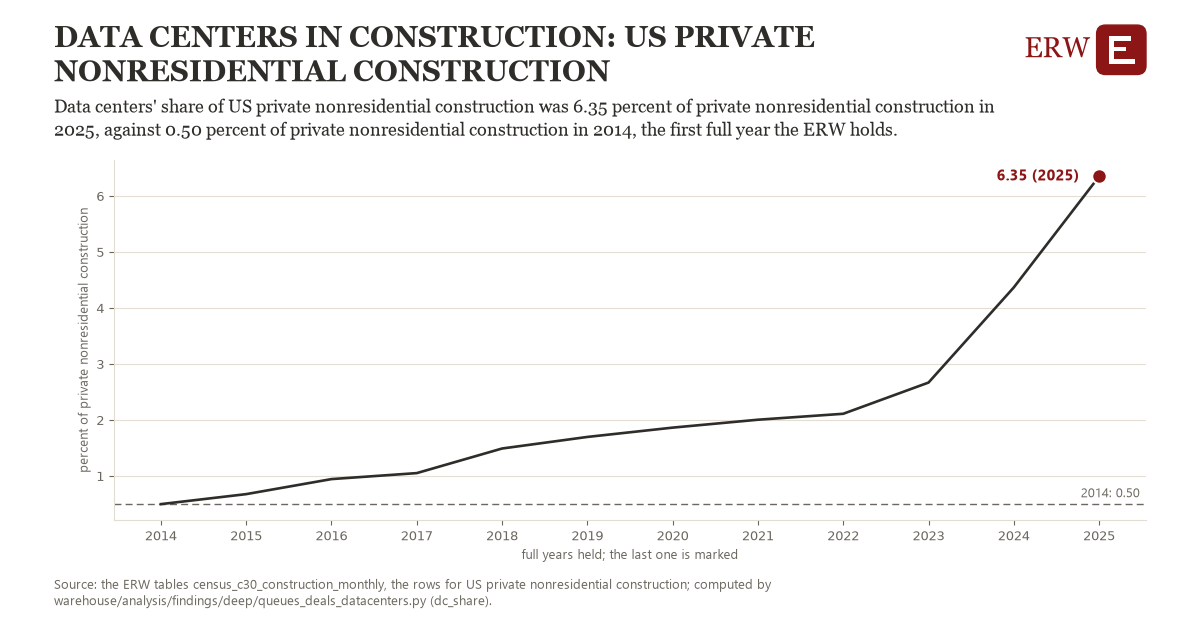 DATA CENTERS IN CONSTRUCTION: US PRIVATE
NONRESIDENTIAL CONSTRUCTION
ERW E
Data centers' share of US private nonresidential construction was 6.35 percent of private nonresidential construction in
2025, against 0.50 percent of private nonresidential construction in 2014, the first full year the ERW holds.
6.35 (2025)
percent of private nonresidential construction
6
5
4
3
2
1
2014: 0.50
2014 2015 2016 2017 2018 2019 2020 2021 2022 2023 2024 2025
full years held; the last one is marked
Source: the ERW tables census_c30_construction_monthly, the rows for US private nonresidential construction; computed by
warehouse/analysis/findings/deep/queues_deals_datacenters.py (dc_share).